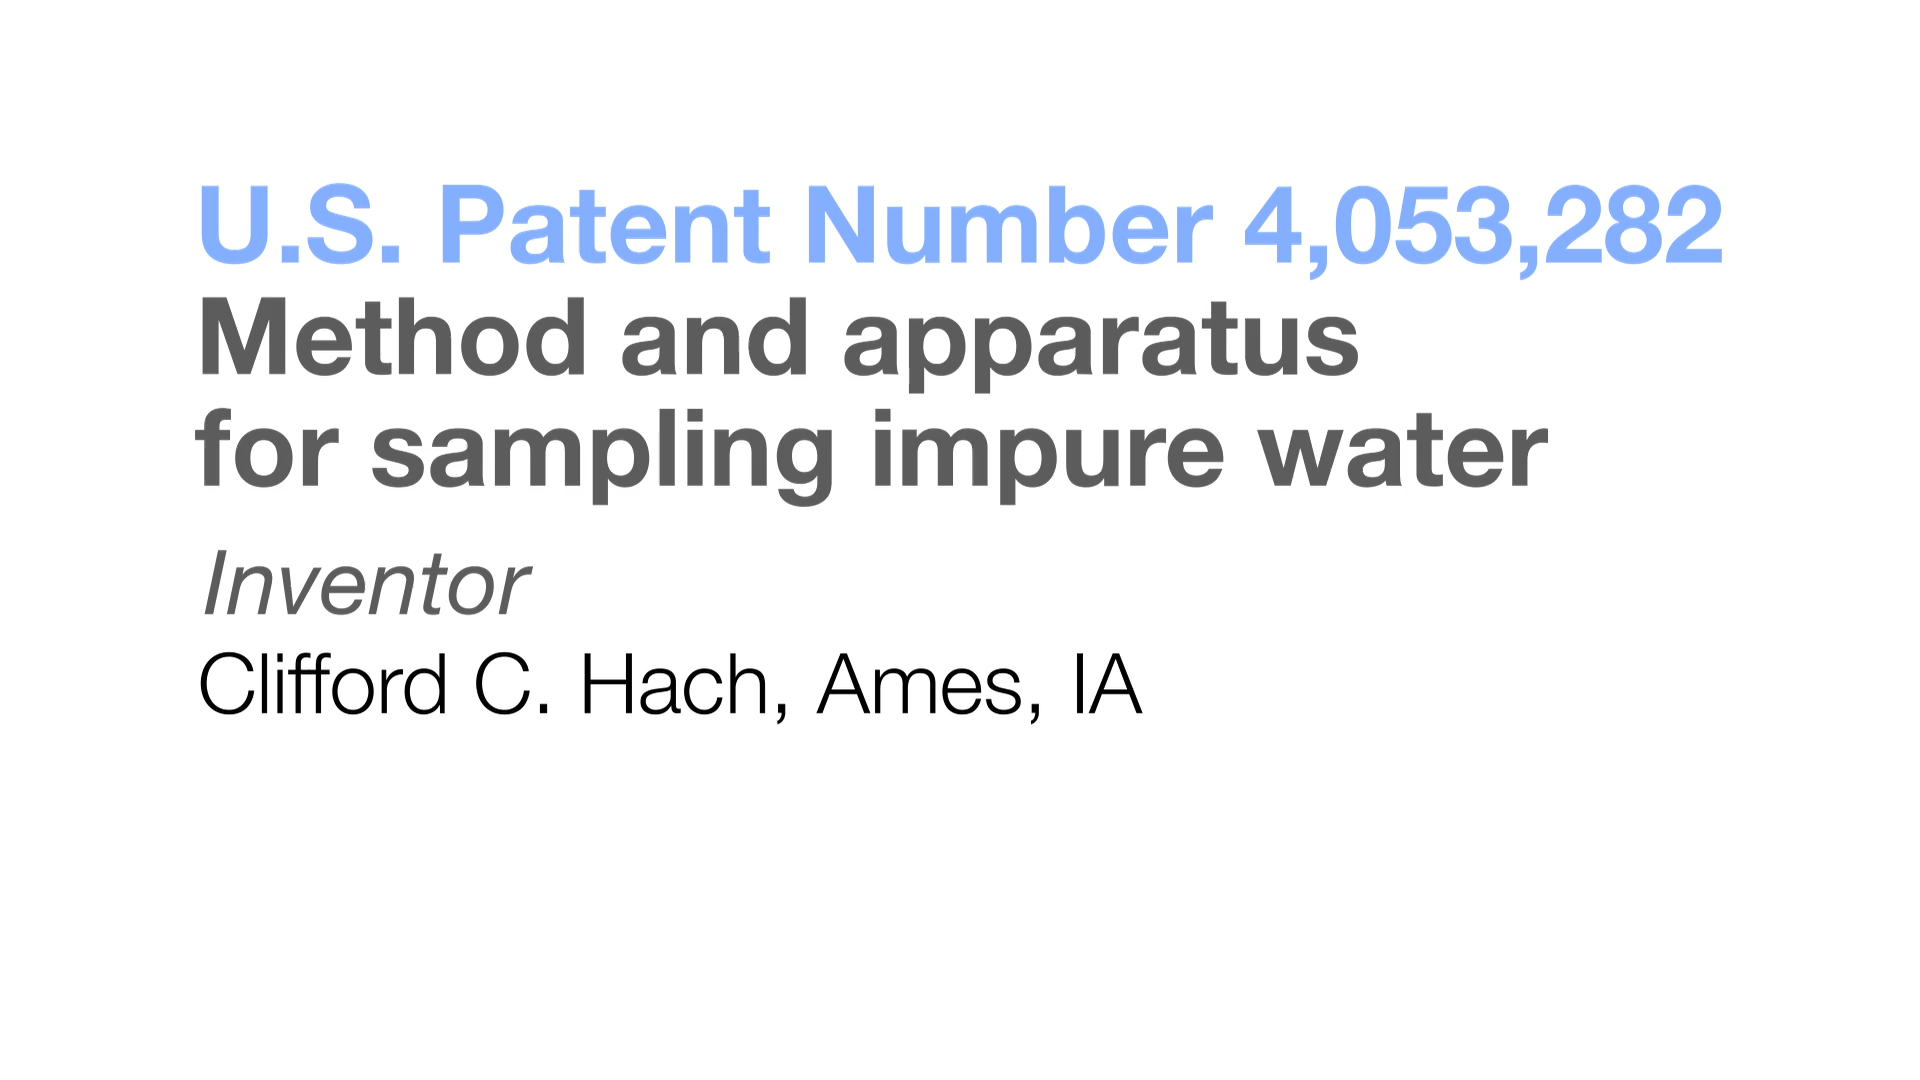 U.S. Patent Number 4,053,282
Method and apparatus
for sampling impure water
Inventor
Clifford C. Hach, Ames, IA